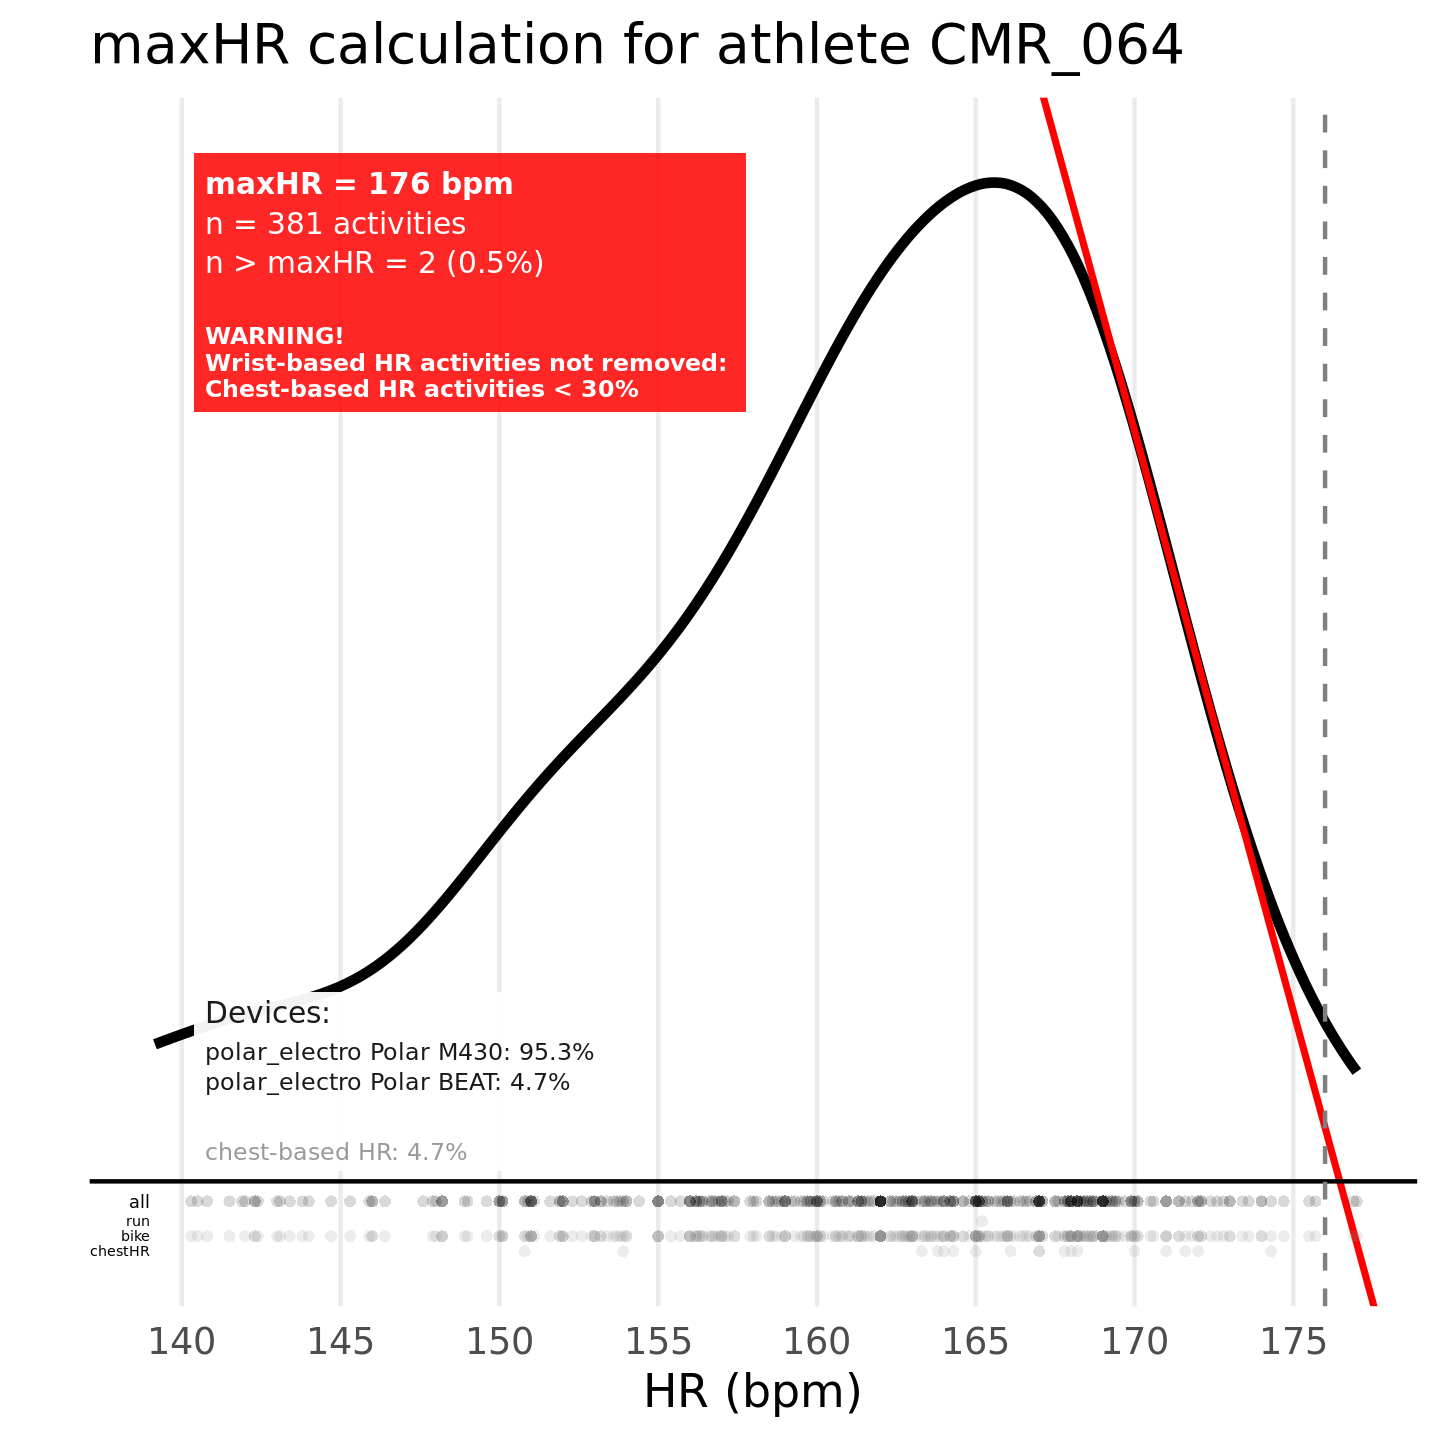 maxHR calculation for athlete CMR_064
maxHR = 176 bpm
n = 381 activities
n > maxHR = 2 (0.5%)
WARNING!
Wrist-based HR activities not removed:
Chest-based HR activities < 30%
Devices:
polar_electro Polar M430: 95.3%
polar_electro Polar BEAT: 4.7%
chest-based HR: 4.7%
all
run
bike
chestHR
140 145 150 155 160 165 170 175
HR (bpm)